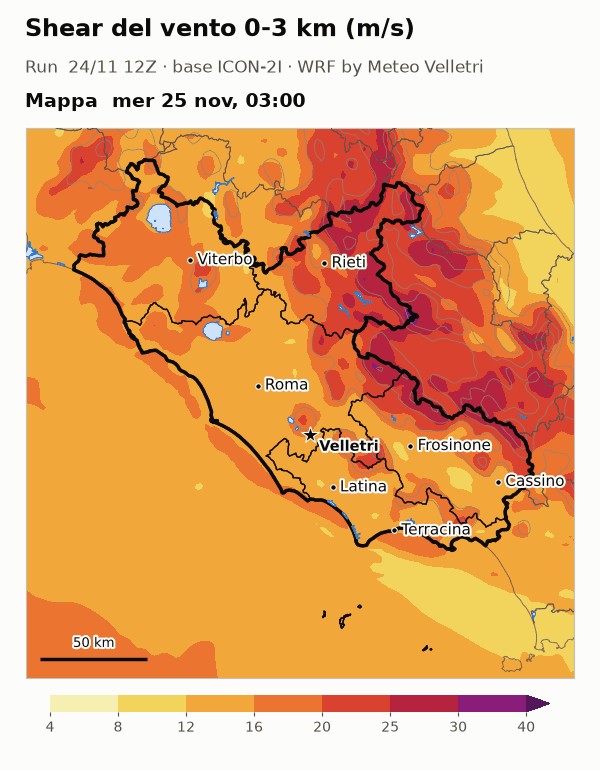 Shear del vento 0-3 km (m/s)
Run  24/11 12Z · base ICON-2I · WRF by Meteo Velletri
Mappa  mer 25 nov, 03:00
Viterbo
Rieti
Roma
Velletri
Frosinone
Latina
Cassino
Terracina
50 km
4 8 12 16 20 25 30 40